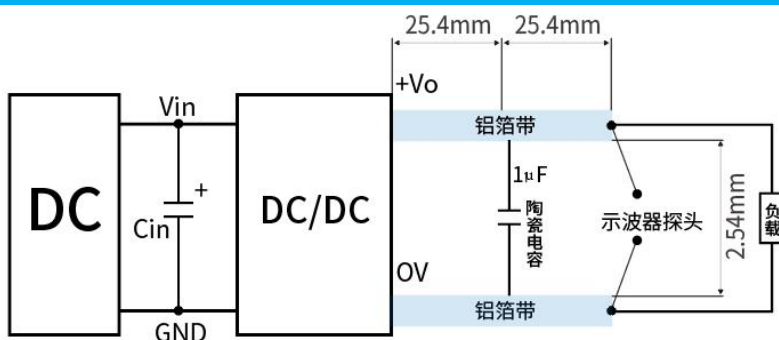 25.4mm 25.4mm
+Vo
Vin
铝箔带
DC
+
Cin
DC/DC
1μF
陶瓷电容
示波器探头
2.54mm
负载
0V
铝箔带
GND